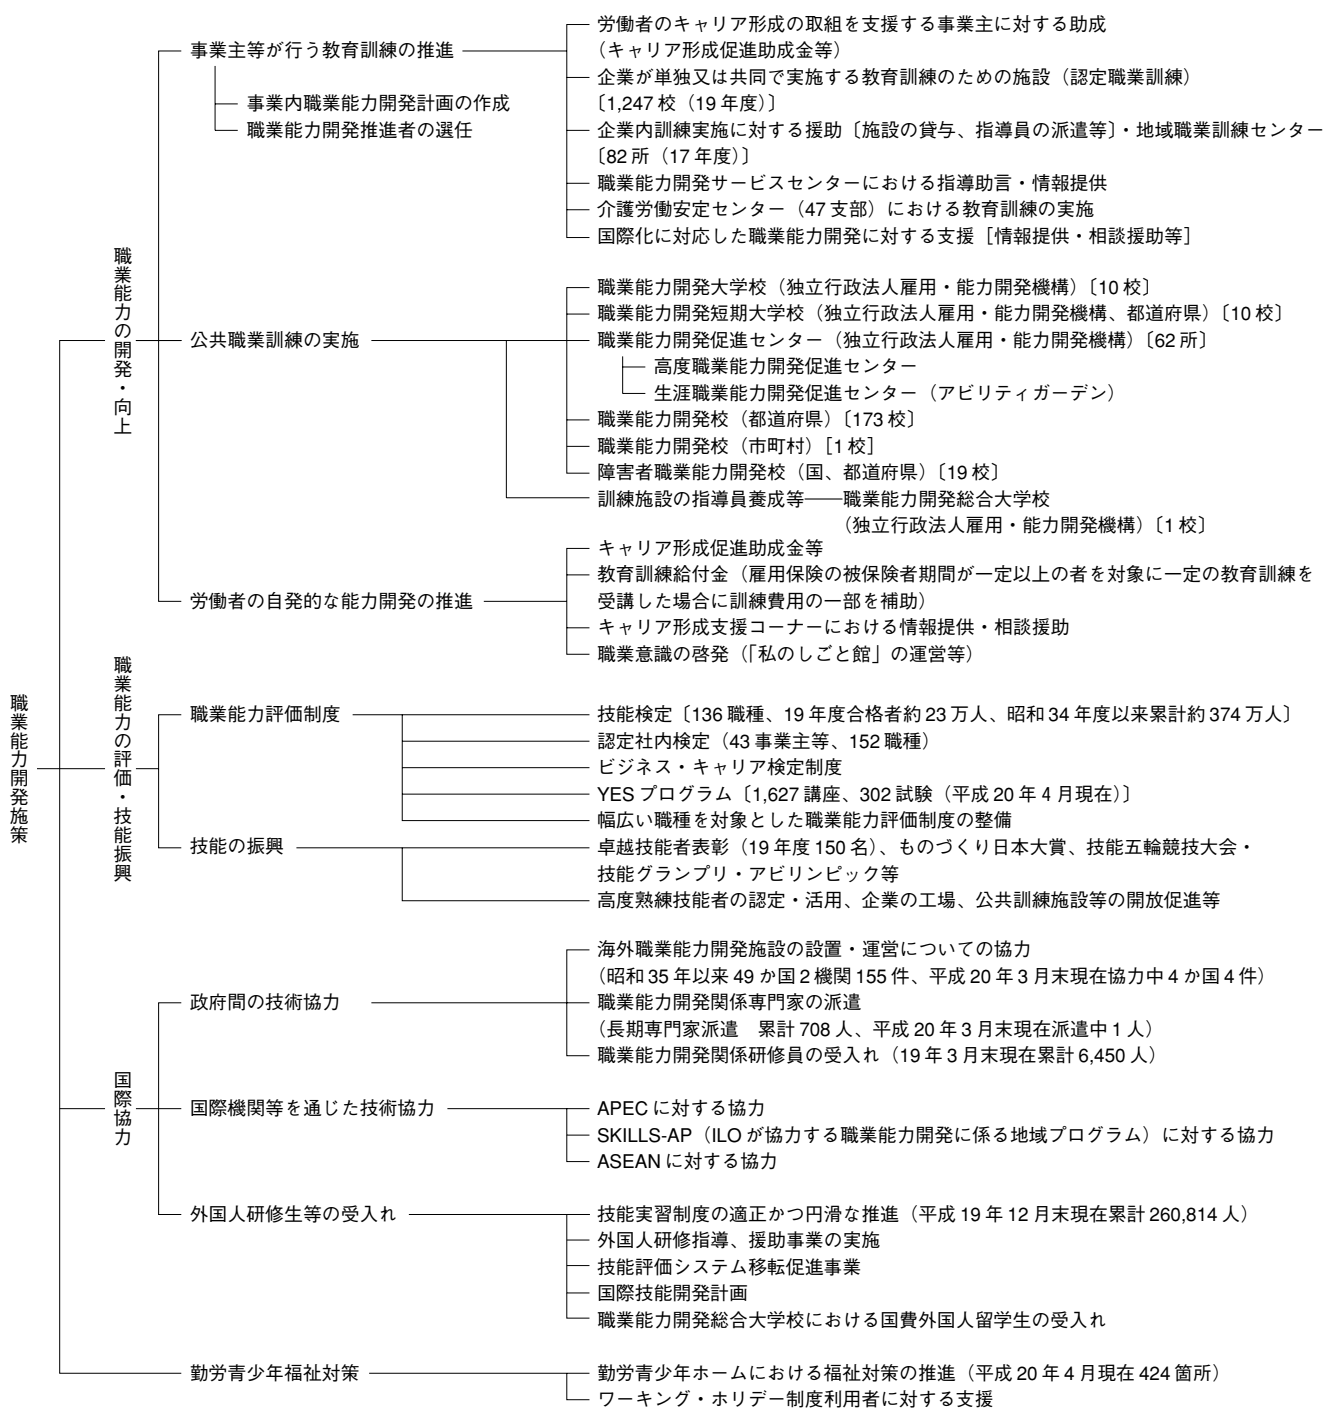 職業能力開発施策
職業能力の開発・向上
事業主等が行う教育訓練の推進
事業内職業能力開発計画の作成
職業能力開発推進者の選任
労働者のキャリア形成の取組を支援する事業主に対する助成
（キャリア形成促進助成金等）
企業が単独又は共同で実施する教育訓練のための施設（認定職業訓練）
〔1,247 校（19 年度）〕
企業内訓練実施に対する援助〔施設の貸与、指導員の派遣等〕・地域職業訓練センター
〔82 所（17 年度）〕
職業能力開発サービスセンターにおける指導助言・情報提供
介護労働安定センター（47 支部）における教育訓練の実施
国際化に対応した職業能力開発に対する支援［情報提供・相談援助等］
公共職業訓練の実施
職業能力開発大学校（独立行政法人雇用・能力開発機構）〔10 校〕
職業能力開発短期大学校（独立行政法人雇用・能力開発機構、都道府県）〔10 校〕
職業能力開発促進センター（独立行政法人雇用・能力開発機構）〔62 所〕
高度職業能力開発促進センター
生涯職業能力開発促進センター（アビリティガーデン）
職業能力開発校（都道府県）〔173 校〕
職業能力開発校（市町村）［1 校］
障害者職業能力開発校（国、都道府県）〔19 校〕
訓練施設の指導員養成等――職業能力開発総合大学校
（独立行政法人雇用・能力開発機構）〔1 校〕
労働者の自発的な能力開発の推進
キャリア形成促進助成金等
教育訓練給付金（雇用保険の被保険者期間が一定以上の者を対象に一定の教育訓練を
受講した場合に訓練費用の一部を補助）
キャリア形成支援コーナーにおける情報提供・相談援助
職業意識の啓発（「私のしごと館」の運営等）
職業能力の評価・技能振興
職業能力評価制度
技能検定〔136 職種、19 年度合格者約 23 万人、昭和 34 年度以来累計約 374 万人〕
認定社内検定（43 事業主等、152 職種）
ビジネス・キャリア検定制度
YES プログラム〔1,627 講座、302 試験（平成 20 年 4 月現在）〕
幅広い職種を対象とした職業能力評価制度の整備
技能の振興
卓越技能者表彰（19 年度 150 名）、ものづくり日本大賞、技能五輪競技大会・
技能グランプリ・アビリンピック等
高度熟練技能者の認定・活用、企業の工場、公共訓練施設等の開放促進等
国際協力
政府間の技術協力
海外職業能力開発施設の設置・運営についての協力
（昭和 35 年以来 49 か国 2 機関 155 件、平成 20 年 3 月末現在協力中 4 か国 4 件）
職業能力開発関係専門家の派遣
（長期専門家派遣　累計 708 人、平成 20 年 3 月末現在派遣中 1 人）
職業能力開発関係研修員の受入れ（19 年 3 月末現在累計 6,450 人）
国際機関等を通じた技術協力
APEC に対する協力
SKILLS-AP（ILO が協力する職業能力開発に係る地域プログラム）に対する協力
ASEAN に対する協力
外国人研修生等の受入れ
技能実習制度の適正かつ円滑な推進（平成 19 年 12 月末現在累計 260,814 人）
外国人研修指導、援助事業の実施
技能評価システム移転促進事業
国際技能開発計画
職業能力開発総合大学校における国費外国人留学生の受入れ
勤労青少年福祉対策
勤労青少年ホームにおける福祉対策の推進（平成 20 年 4 月現在 424 箇所）
ワーキング・ホリデー制度利用者に対する支援